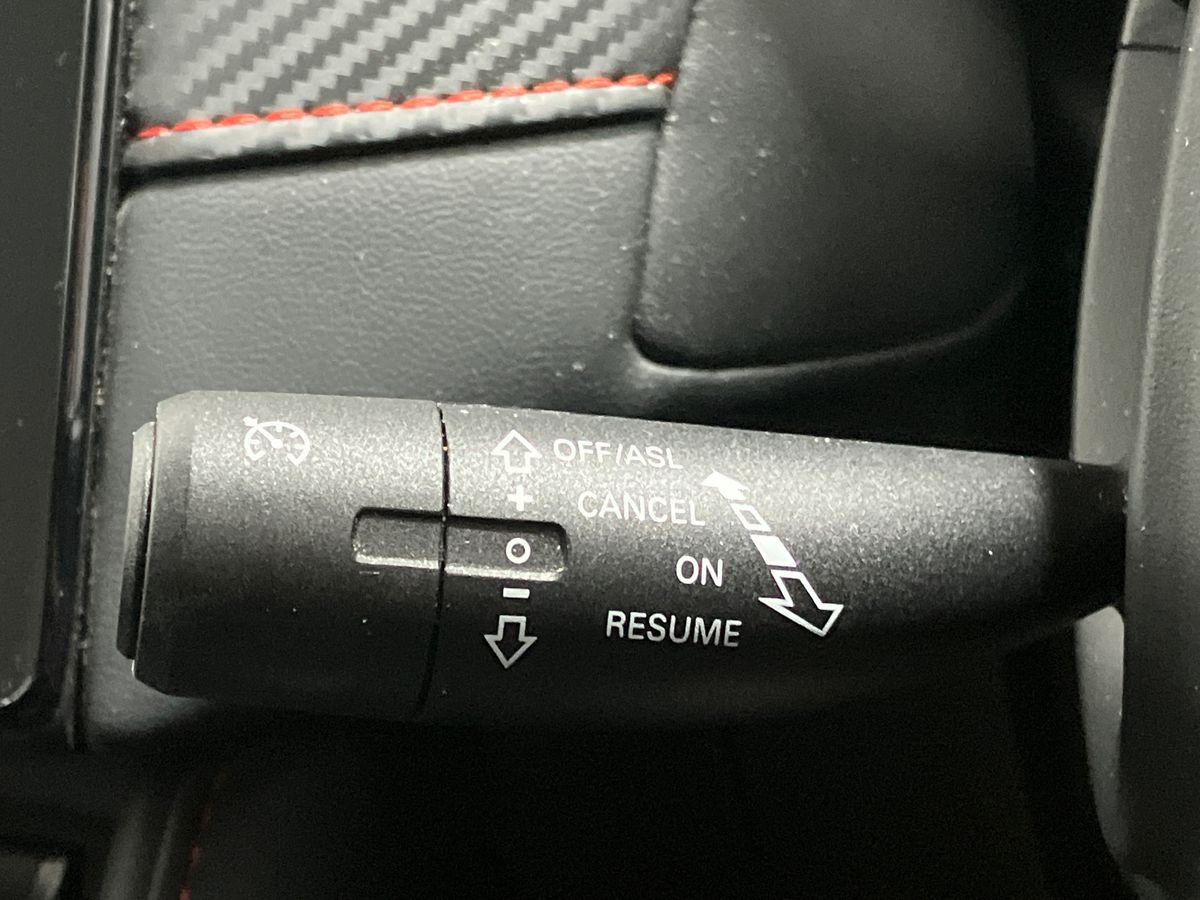 OFF/ASL
+ CANCEL
O ON
- RESUME